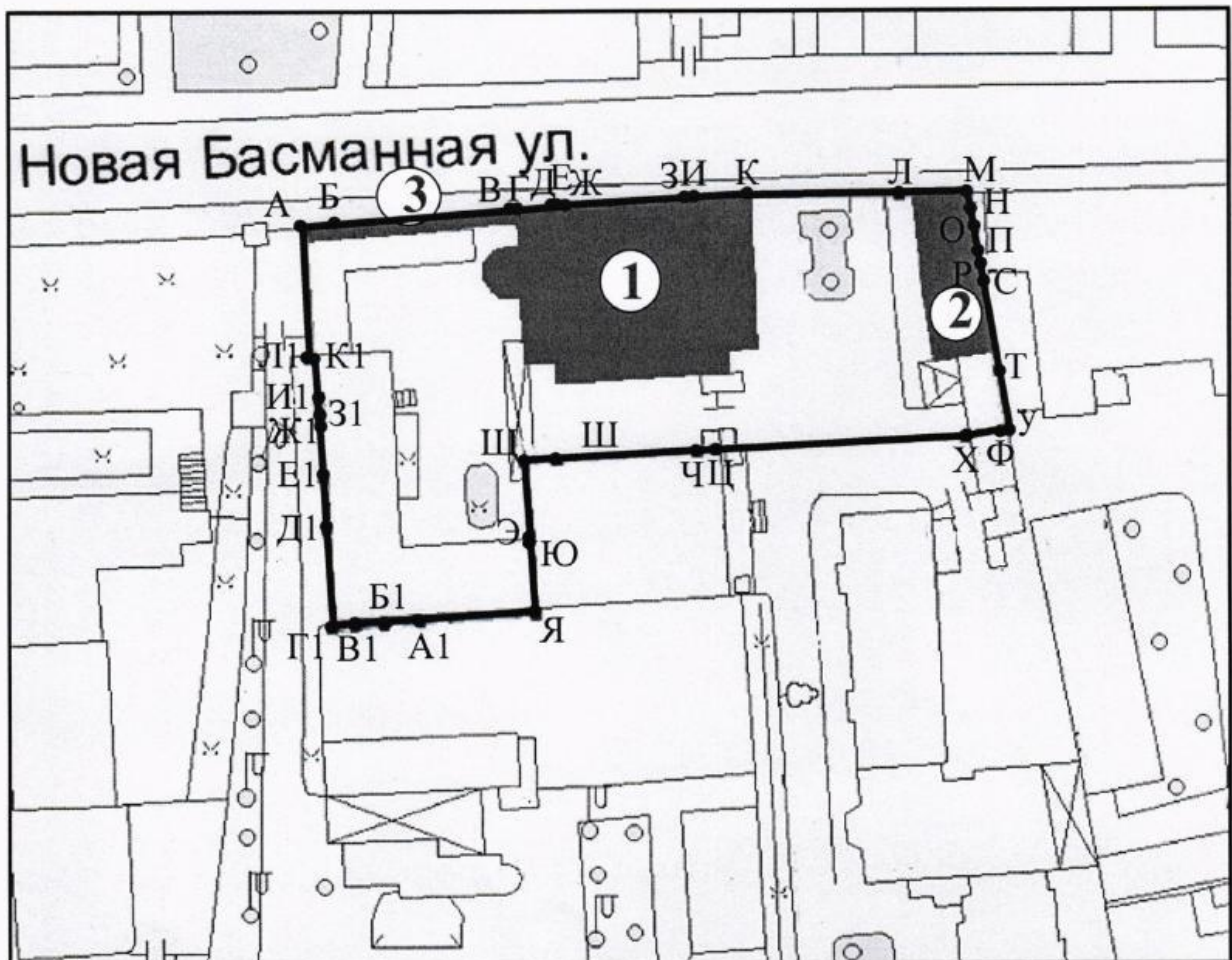 Новая Басманная ул.
А Б 3 В Г Д Е Ж З И К Л М
Н
О
П
Р С
1
2
Т
У
Л1 К1
И1
З1
Ж1
Е1
Щ Ш Ч Ц Х Ф
Д1
Э Ю
Б1
Г1 В1 А1 Я